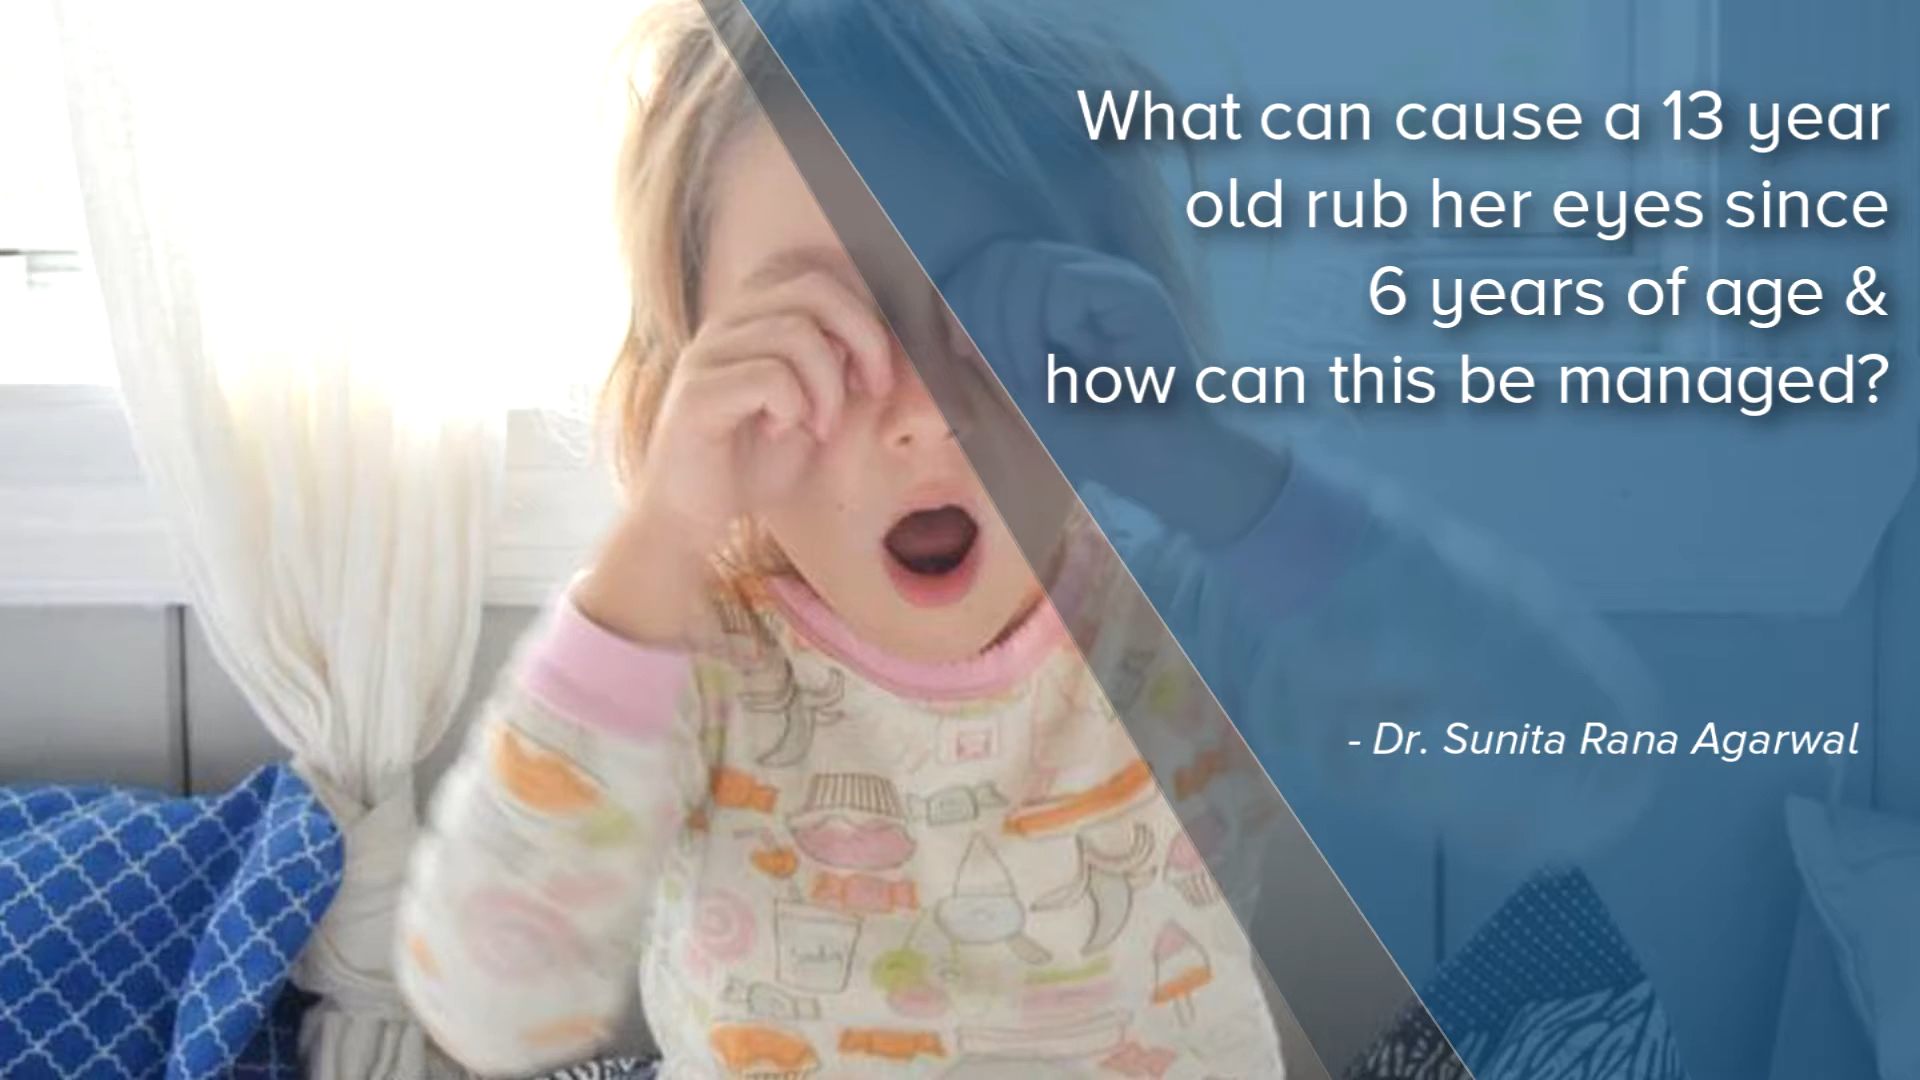 What can cause a 13 year
old rub her eyes since
6 years of age &
how can this be managed?
- Dr. Sunita Rana Agarwal